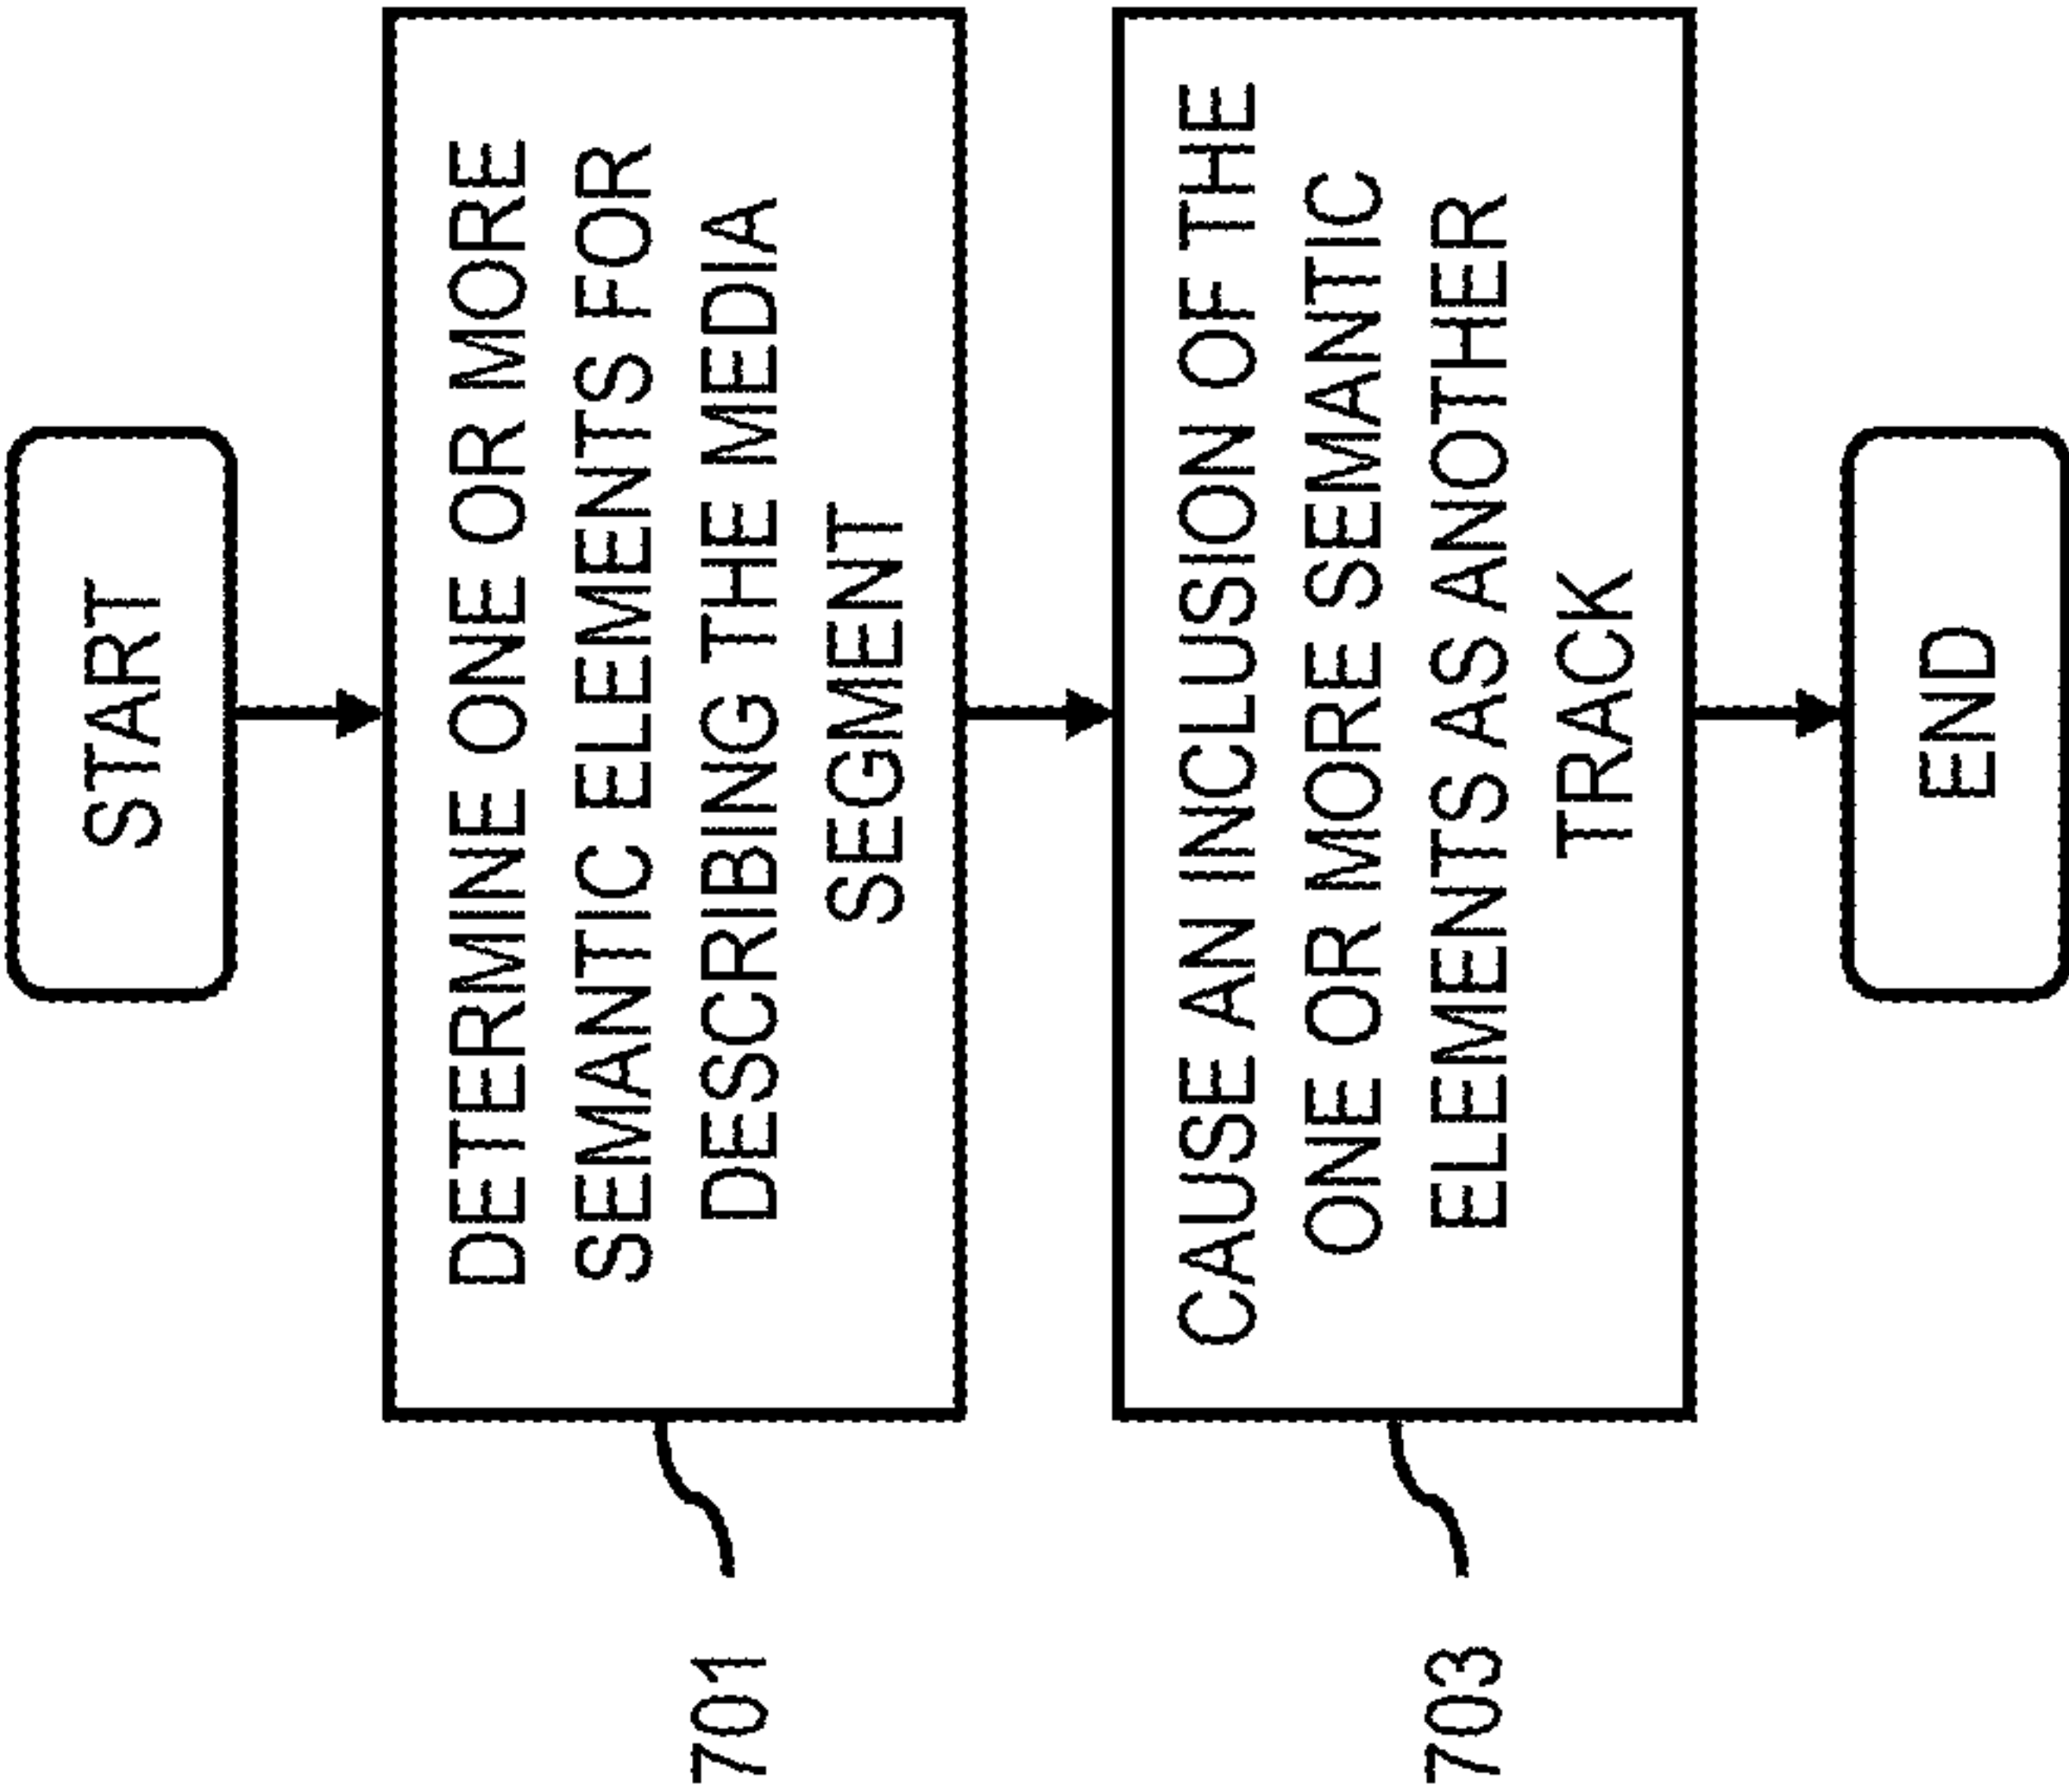 START
DETERMINE ONE OR MORE
SEMANTIC ELEMENTS FOR
DESCRIBING THE MEDIA
SEGMENT
701
CAUSE AN INCLUSION OF THE
ONE OR MORE SEMANTIC
ELEMENTS AS ANOTHER
TRACK
703
END